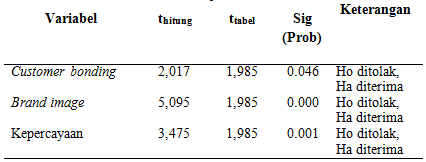 Variabel t hitung t tabel Sig (Prob) Keterangan
Customer bonding 2,017 1,985 0.046 Ho ditolak,
Ha diterima
Brand image 5,095 1,985 0.000 Ho ditolak,
Ha diterima
Kepercayaan 3,475 1,985 0.001 Ho ditolak,
Ha diterima